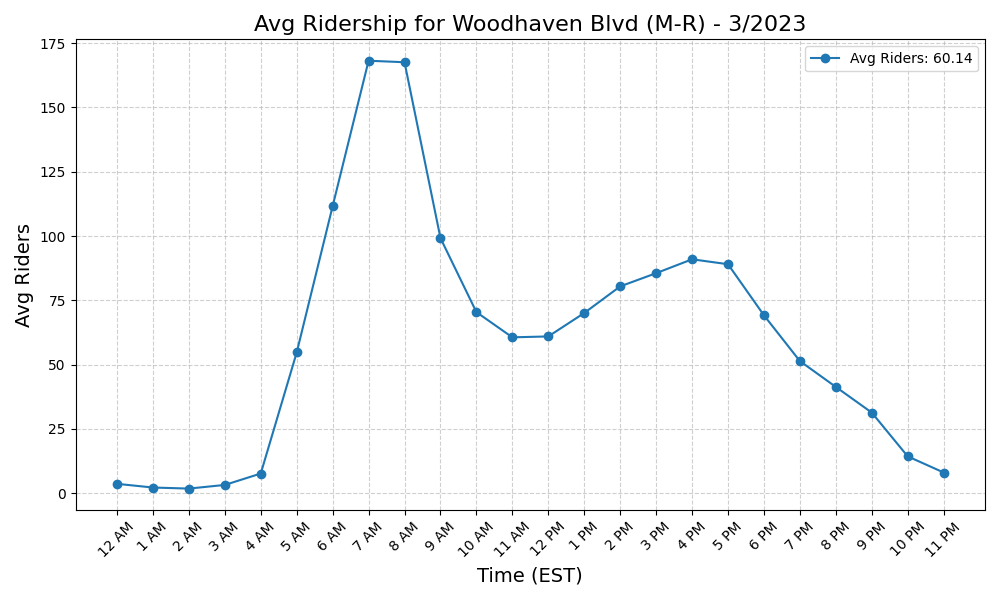 Avg Ridership for Woodhaven Blvd (M-R) - 3/2023
Avg Riders: 60.14
Avg Riders
175
150
125
100
75
50
25
0
12 AM
1 AM
2 AM
3 AM
4 AM
5 AM
6 AM
7 AM
8 AM
9 AM
10 AM
11 AM
12 PM
1 PM
2 PM
3 PM
4 PM
5 PM
6 PM
7 PM
8 PM
9 PM
10 PM
11 PM
Time (EST)